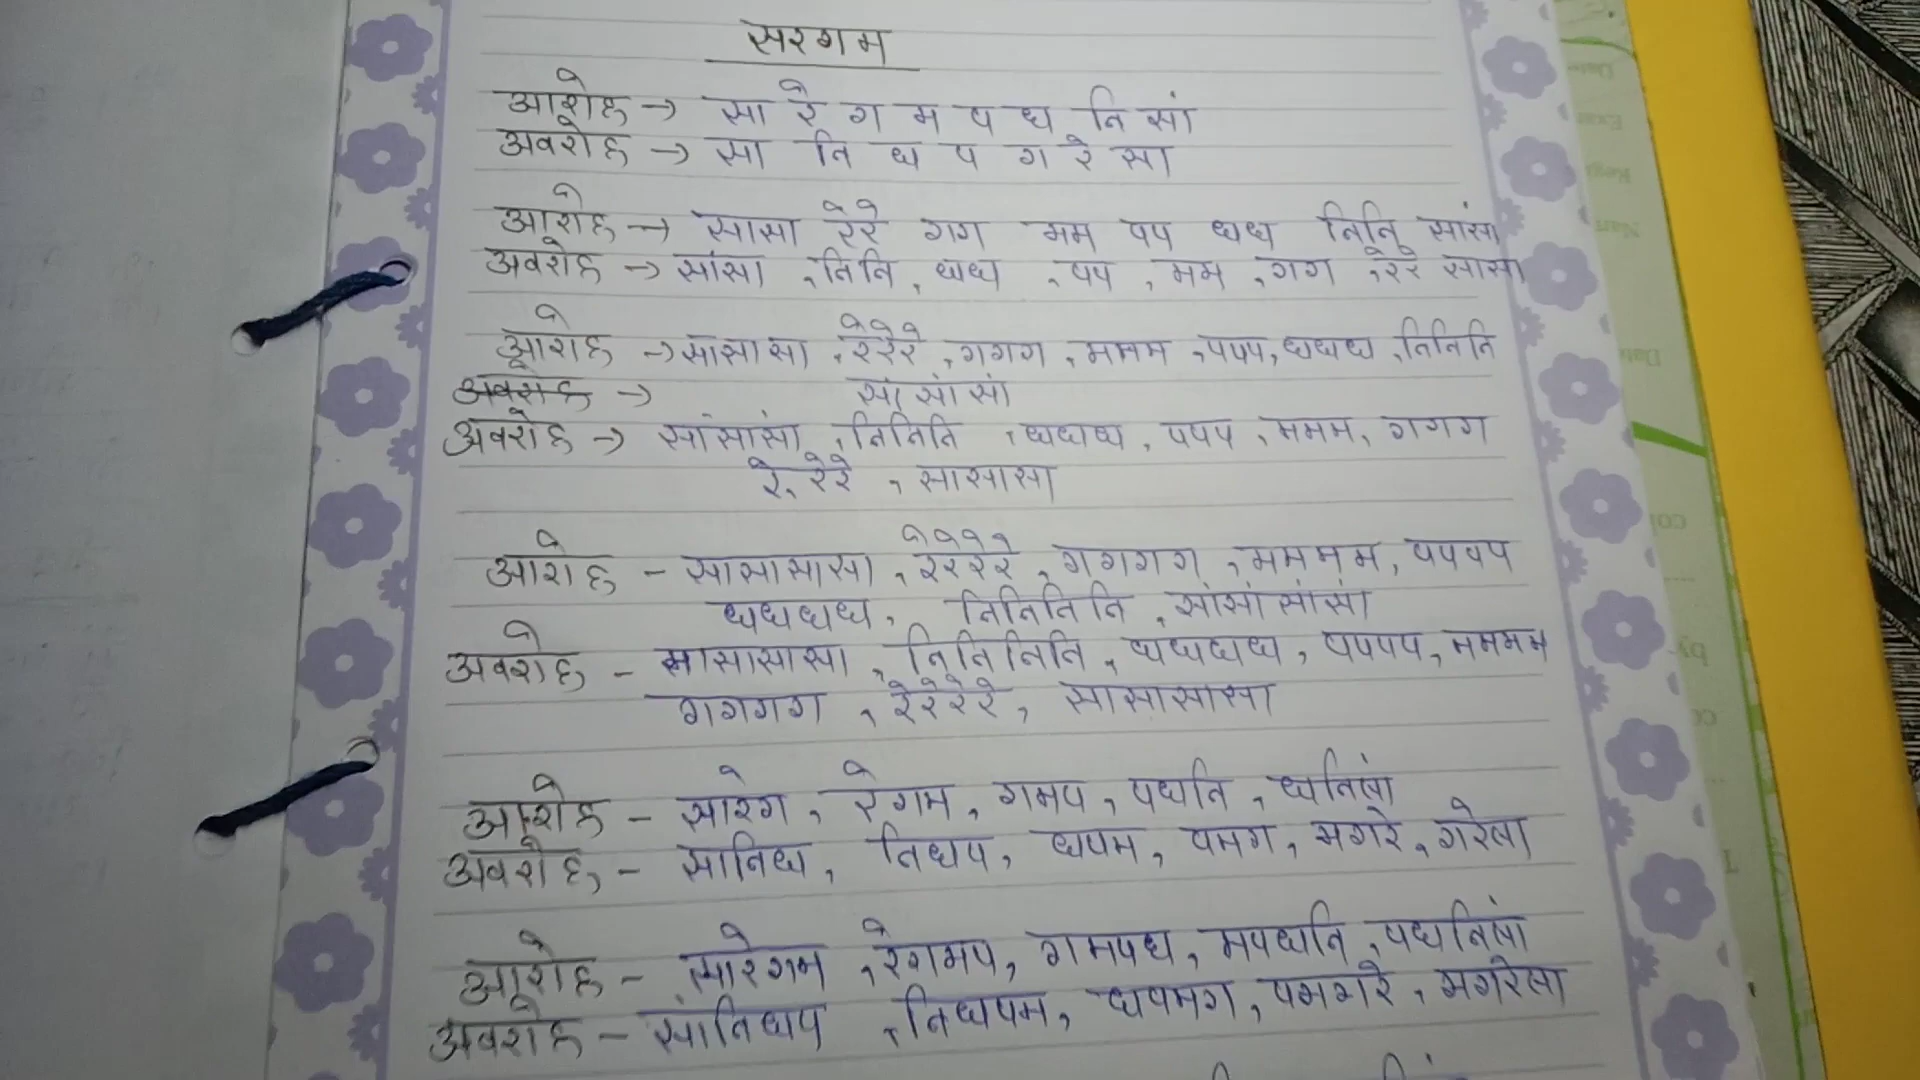 सरगम
आरोह → सा रे ग म प ध नि सां
अवरोह → सा नि ध प ग रे सा
आरोह → सासा रेरे गग मम पप धध निनि सांसां
अवरोह → सांसा , निनि , धध , पप , मम , गग , रेरे सासा
आरोह → सासासा , रेरेरे , गगग , ममम , पपप, धधध , निनिनि
अवरोह → सां सां सां
अवरोह → सांसांसां , निनिनि , धधध , पपप , ममम, गगग
रे, रेरे , सासासा
आरोह - सासासासा , रेरेरेरे , गगगग , मममम, पपपप
धधधध, निनिनिनि , सांसांसांसां
अवरोह - सासासासा , निनिनिनि , धधधध , पपपप, मममम
गगगग , रेरेरेरे , सासासासा
आरोह - सारेग , रेगम , गमप , पधनि , धनिसां
अवरोह - सानिध , निधप , धपम , पमग , मगरे , गरेसा
आरोह - सारेगम , रेगमप, गमपध , मपधनि , पधनिसां
अवरोह - सांनिधप , निधपम , धपमग , पमगरे , मगरेसा